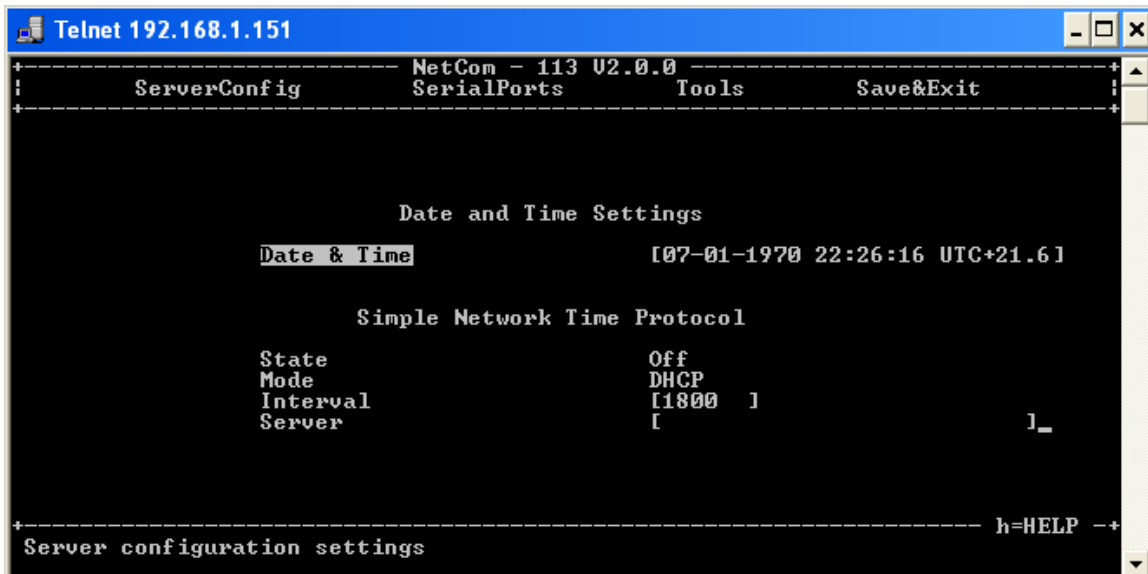 Telnet 192.168.1.151
NetCom - 113 V2.0.0
ServerConfig SerialPorts Tools Save&Exit
Date and Time Settings
Date & Time [07-01-1970 22:26:16 UTC+21.6]
Simple Network Time Protocol
State Off
Mode DHCP
Interval [1800 ]
Server [ ]_
h=HELP
Server configuration settings